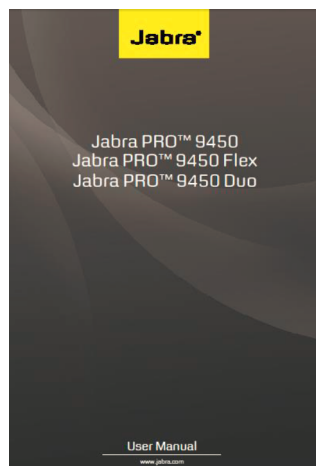 Jabra®
Jabra PRO™ 9450
Jabra PRO™ 9450 Flex
Jabra PRO™ 9450 Duo
User Manual
www.jabra.com